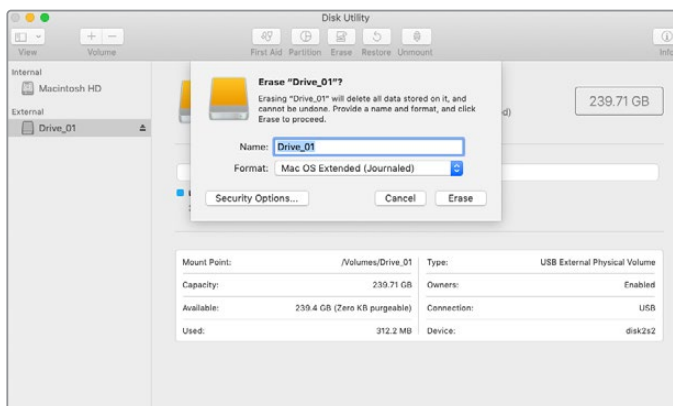 Disk Utility
View
Volume
First Aid
Partition
Erase
Restore
Unmount
Info
Internal
Macintosh HD
External
Drive_01
Erase “Drive_01”?
Erasing “Drive_01” will delete all data stored on it, and
cannot be undone. Provide a name and format, and click
Erase to proceed.
Name: Drive_01
Format: Mac OS Extended (Journaled)
Security Options...
Cancel
Erase
239.71 GB
Mount Point: /Volumes/Drive_01
Type: USB External Physical Volume
Capacity: 239.71 GB
Owners: Enabled
Available: 239.4 GB (Zero KB purgeable)
Connection: USB
Used: 312.2 MB
Device: disk2s2